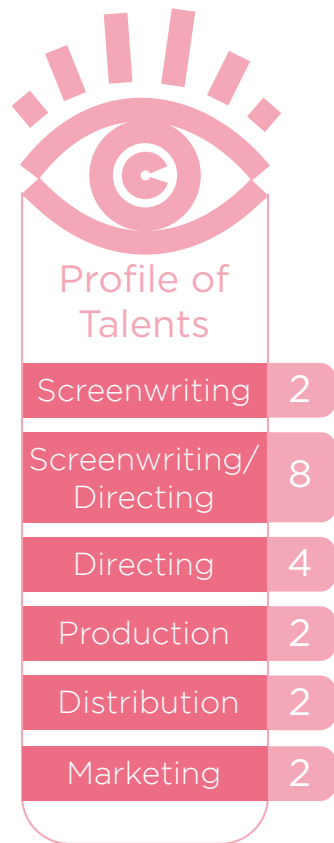 Profile of
Talents
Screenwriting 2
Screenwriting/
Directing 8
Directing 4
Production 2
Distribution 2
Marketing 2